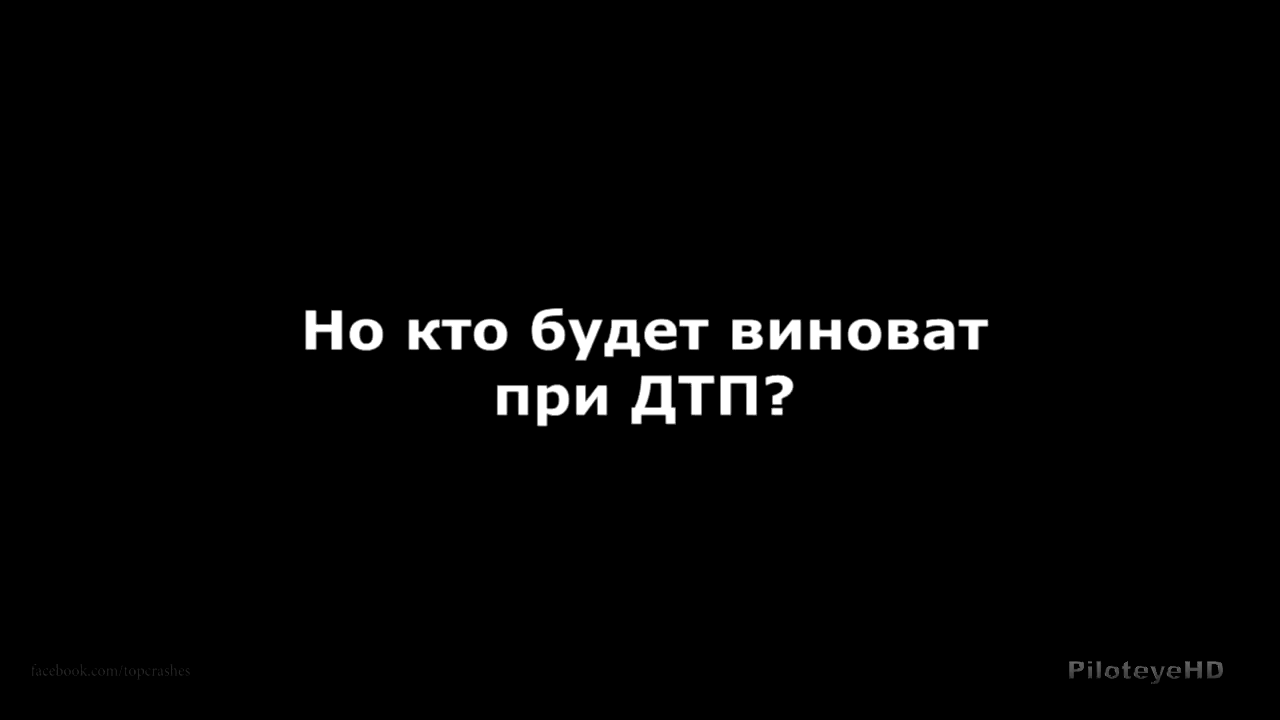 Но кто будет виноват
при ДТП?
facebook.com/topcrashes
PiloteyeHD